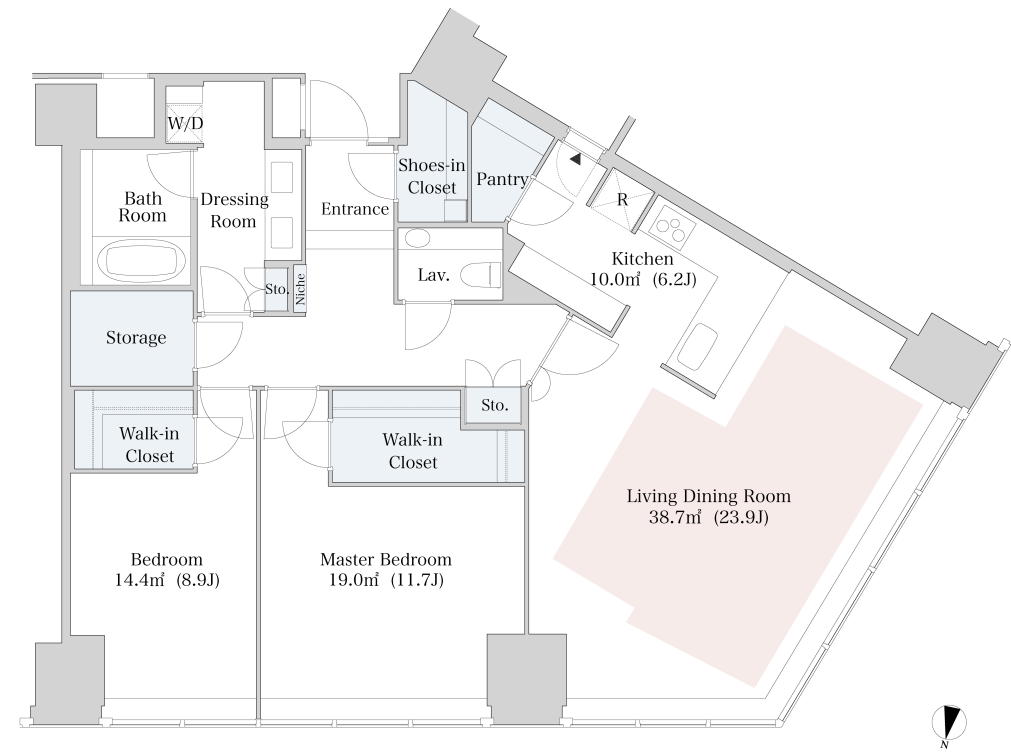 W/D
Bath
Room
Dressing
Room
Entrance
Shoes-in
Closet
Pantry
R
Kitchen
10.0㎡ (6.2J)
Lav.
Sto.
Niche
Storage
Walk-in
Closet
Walk-in
Closet
Sto.
Living Dining Room
38.7㎡ (23.9J)
Bedroom
14.4㎡ (8.9J)
Master Bedroom
19.0㎡ (11.7J)
N